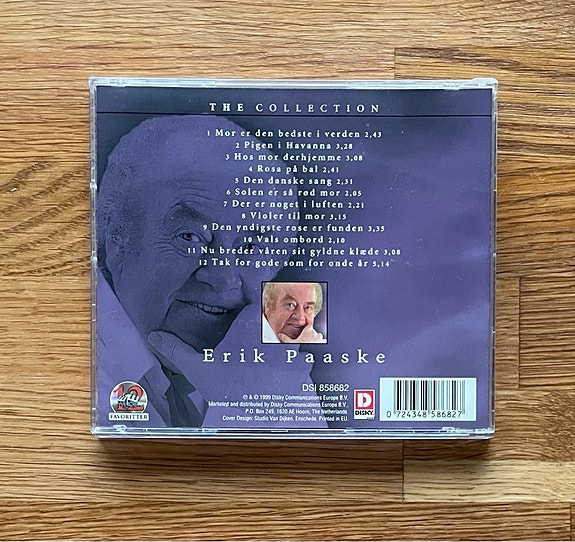 THE COLLECTION
1 Mor er den bedste i verden 2,43
2 Pigen i Havanna 3,28
3 Hos mor derhjemme 3,08
4 Rosa på bal 2,41
5 Den danske sang 2,31
6 Solen er så rød mor 2,05
7 Der er noget i luften 2,21
8 Violer til mor 3,15
9 Den yndigste rose er funden 3,35
10 Vals ombord 2,10
11 Nu breder våren sit gyldne klæde 3,08
12 Tak for gode som for onde år 5,14
Erik Paaske
DSI 858682
℗ & © 1999 Disky Communications Europe B.V.
Marketed and distributed by Disky Communications Europe B.V.,
P.O. Box 249, 1620 AE Hoorn, The Netherlands.
Cover Design: Studio Van Dijken, Enschede. Printed in EU.
12
FAVORITTER
D
DISKY
0 724348 586827